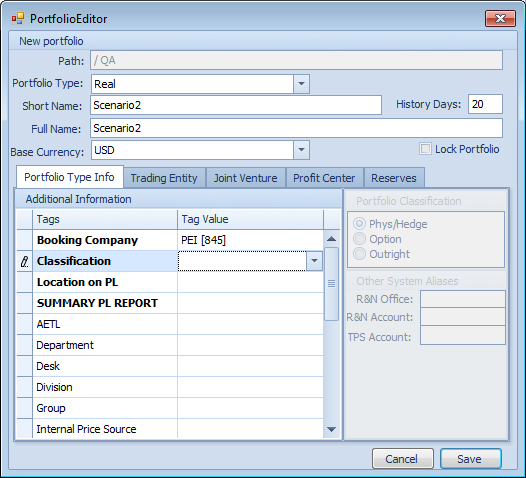 PortfolioEditor
New portfolio
Path: / QA
Portfolio Type: Real
Short Name: Scenario2 History Days: 20
Full Name: Scenario2
Base Currency: USD Lock Portfolio
Portfolio Type Info Trading Entity Joint Venture Profit Center Reserves
Additional Information
Tags Tag Value
Booking Company PEI [845]
Classification
Location on PL
SUMMARY PL REPORT
AETL
Department
Desk
Division
Group
Internal Price Source
Portfolio Classification
Phys/Hedge
Option
Outright
Other System Aliases
R&N Office:
R&N Account:
TPS Account:
Cancel Save